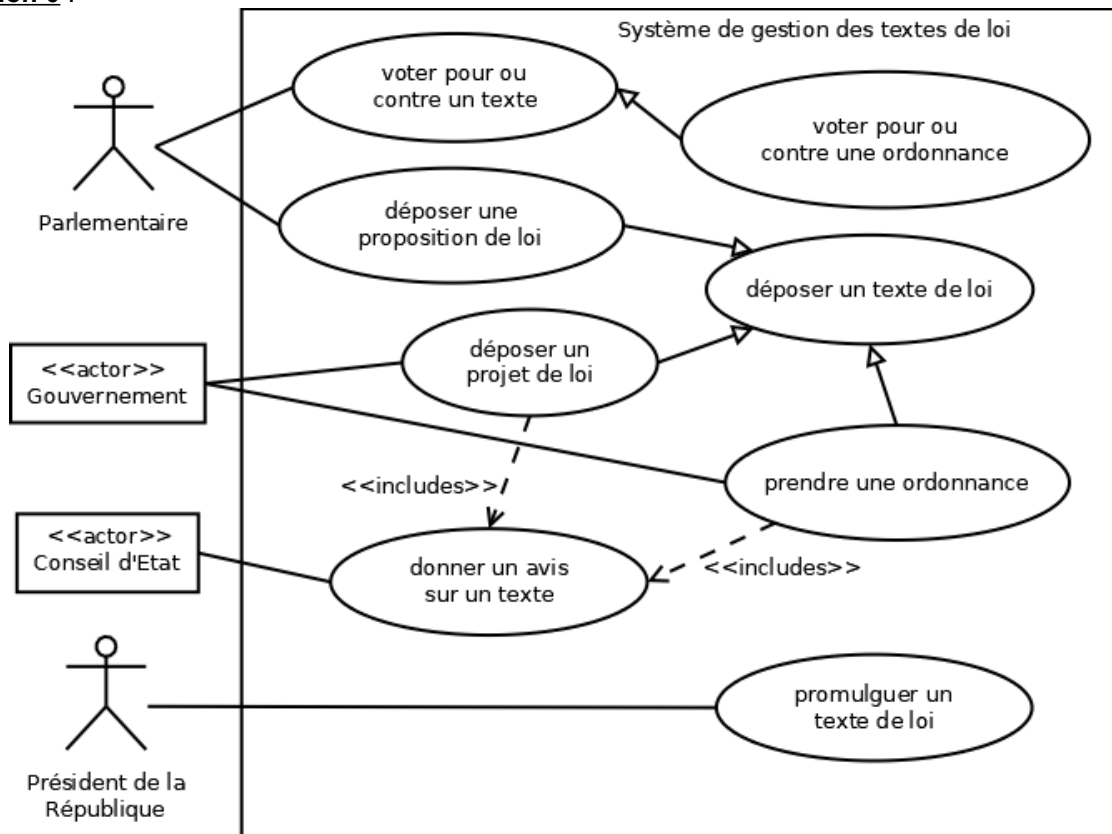 Système de gestion des textes de loi
voter pour ou
contre un texte
voter pour ou
contre une ordonnance
Parlementaire
déposer une
proposition de loi
déposer un texte de loi
déposer un
projet de loi
<<actor>>
Gouvernement
<<includes>>
prendre une ordonnance
<<actor>>
Conseil d'Etat
donner un avis
sur un texte
<<includes>>
promulguer un
texte de loi
Président de la
République